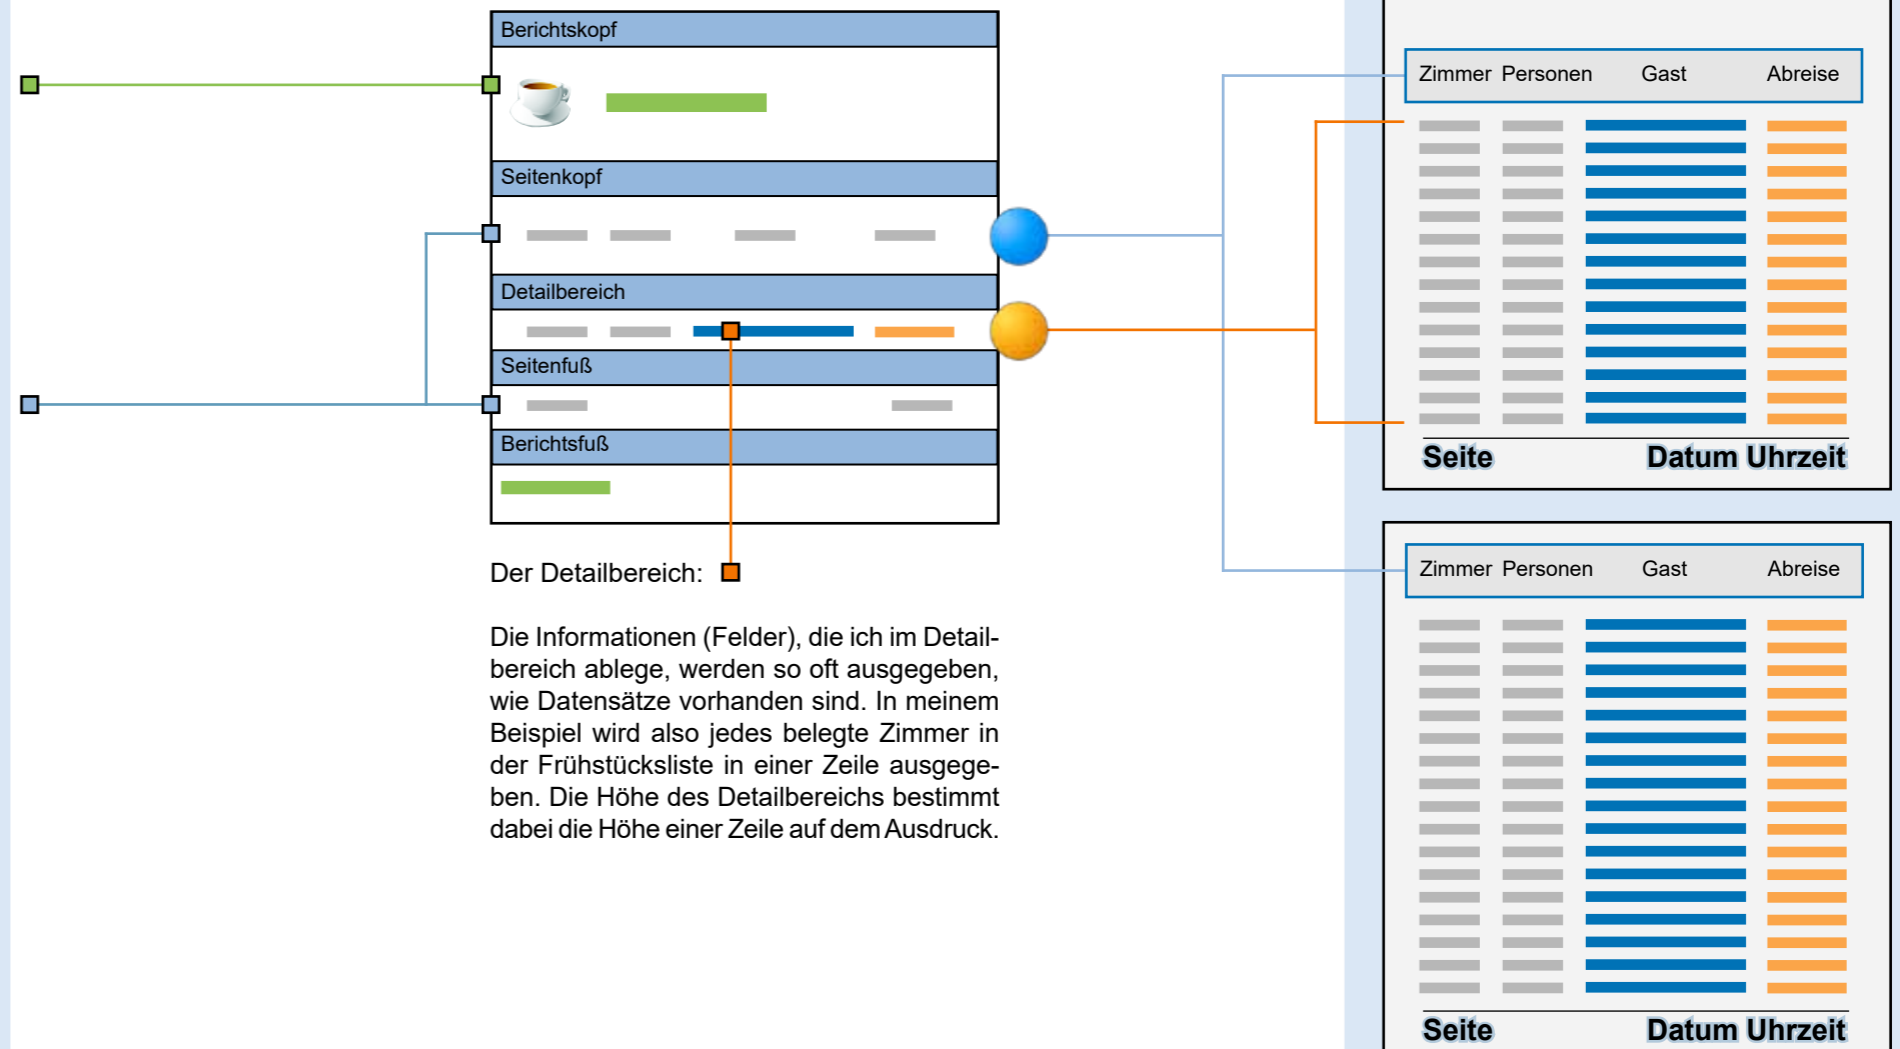 Berichtskopf
Seitenkopf
Detailbereich
Seitenfuß
Berichtsfuß
Der Detailbereich:
Die Informationen (Felder), die ich im Detail-
bereich ablege, werden so oft ausgegeben,
wie Datensätze vorhanden sind. In meinem
Beispiel wird also jedes belegte Zimmer in
der Frühstücksliste in einer Zeile ausgege-
ben. Die Höhe des Detailbereichs bestimmt
dabei die Höhe einer Zeile auf dem Ausdruck.
Zimmer Personen Gast Abreise
Seite Datum Uhrzeit
Zimmer Personen Gast Abreise
Seite Datum Uhrzeit